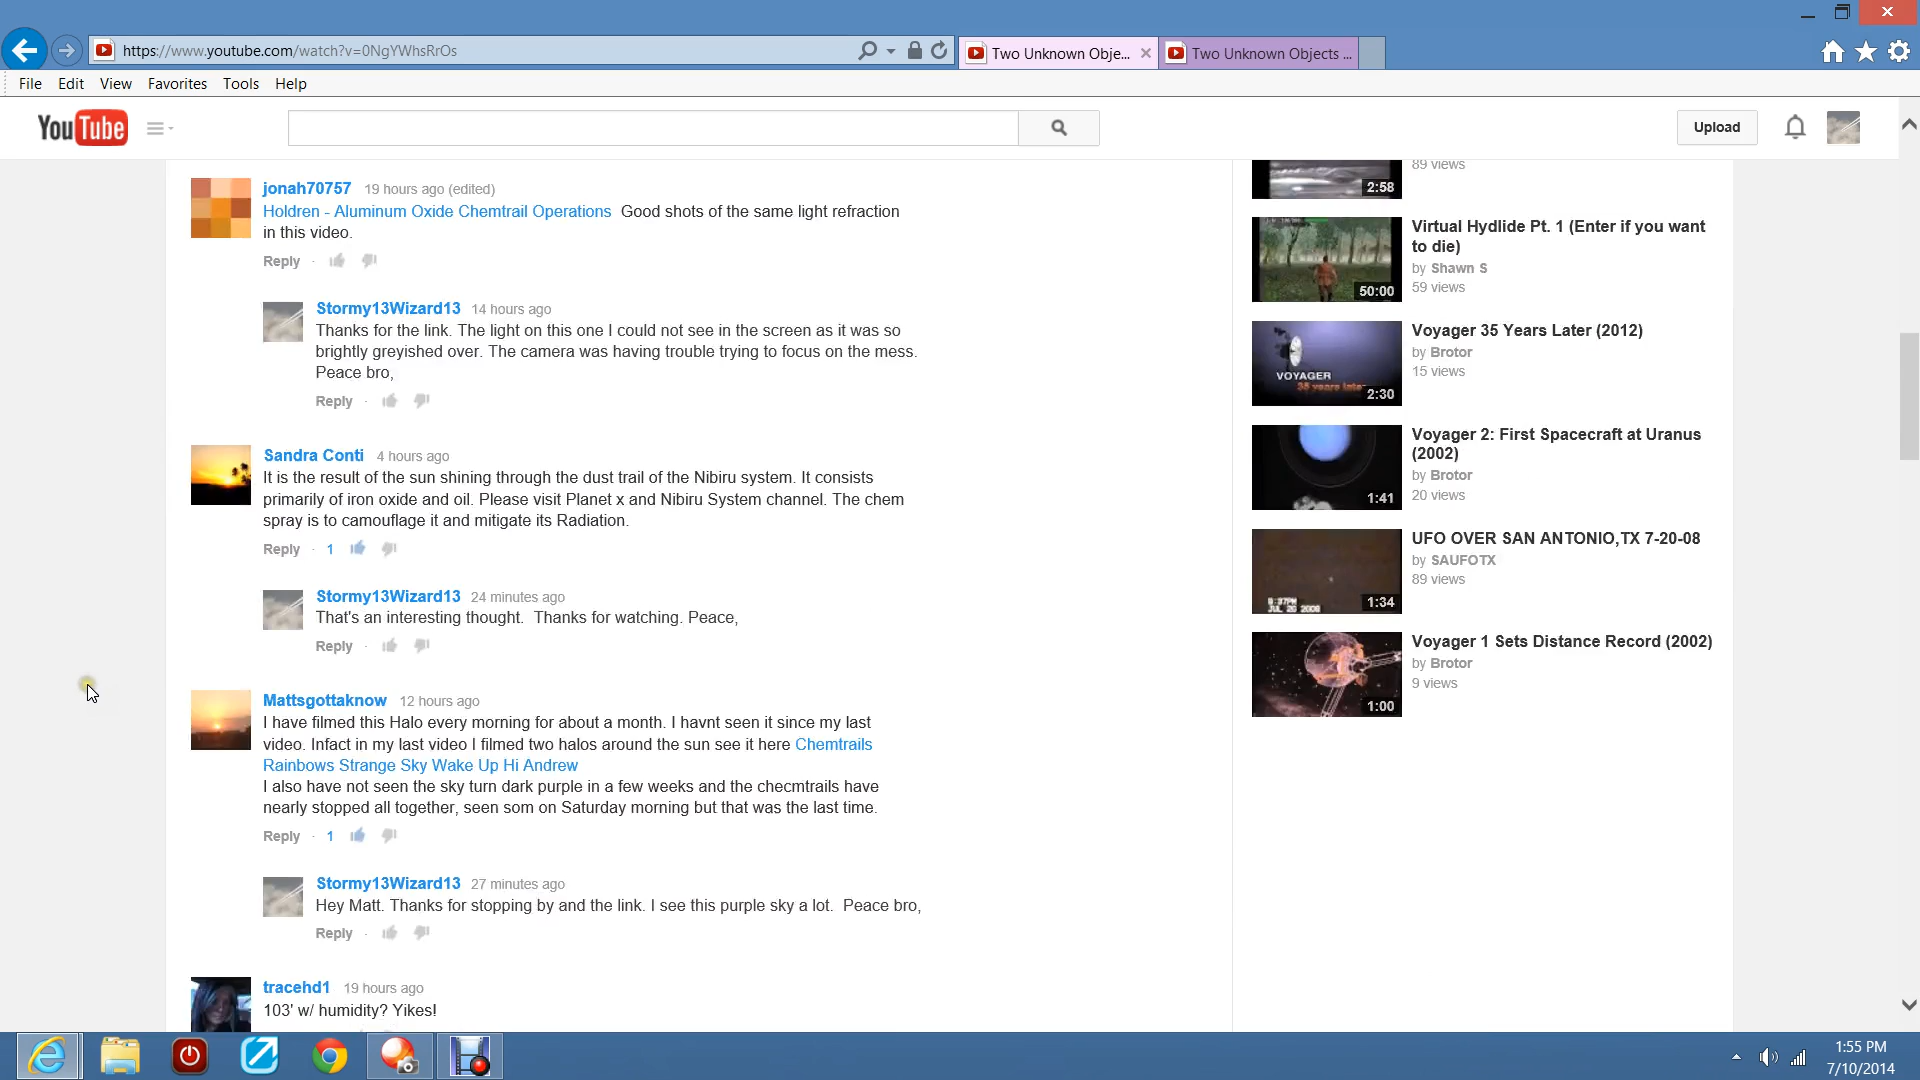 https://www.youtube.com/watch?v=0NgYWhsRrOs
Two Unknown Obje...
Two Unknown Objects ...
File Edit View Favorites Tools Help
YouTube
Upload
jonah70757 19 hours ago (edited)
Holdren - Aluminum Oxide Chemtrail Operations Good shots of the same light refraction
in this video.
Reply
Stormy13Wizard13 14 hours ago
Thanks for the link. The light on this one I could not see in the screen as it was so
brightly greyished over. The camera was having trouble trying to focus on the mess.
Peace bro,
Reply
Sandra Conti 4 hours ago
It is the result of the sun shining through the dust trail of the Nibiru system. It consists
primarily of iron oxide and oil. Please visit Planet x and Nibiru System channel. The chem
spray is to camouflage it and mitigate its Radiation.
Reply · 1
Stormy13Wizard13 24 minutes ago
That's an interesting thought. Thanks for watching. Peace,
Reply
Mattsgottaknow 12 hours ago
I have filmed this Halo every morning for about a month. I havnt seen it since my last
video. Infact in my last video I filmed two halos around the sun see it here Chemtrails
Rainbows Strange Sky Wake Up Hi Andrew
I also have not seen the sky turn dark purple in a few weeks and the checmtrails have
nearly stopped all together, seen som on Saturday morning but that was the last time.
Reply · 1
Stormy13Wizard13 27 minutes ago
Hey Matt. Thanks for stopping by and the link. I see this purple sky a lot. Peace bro,
Reply
tracehd1 19 hours ago
103' w/ humidity? Yikes!
89 views
2:58
Virtual Hydlide Pt. 1 (Enter if you want
to die)
by Shawn S
59 views
50:00
Voyager 35 Years Later (2012)
by Brotor
15 views
VOYAGER
35 years later
2:30
Voyager 2: First Spacecraft at Uranus
(2002)
by Brotor
20 views
1:41
UFO OVER SAN ANTONIO,TX 7-20-08
by SAUFOTX
89 views
1:34
Voyager 1 Sets Distance Record (2002)
by Brotor
9 views
1:00
1:55 PM
7/10/2014